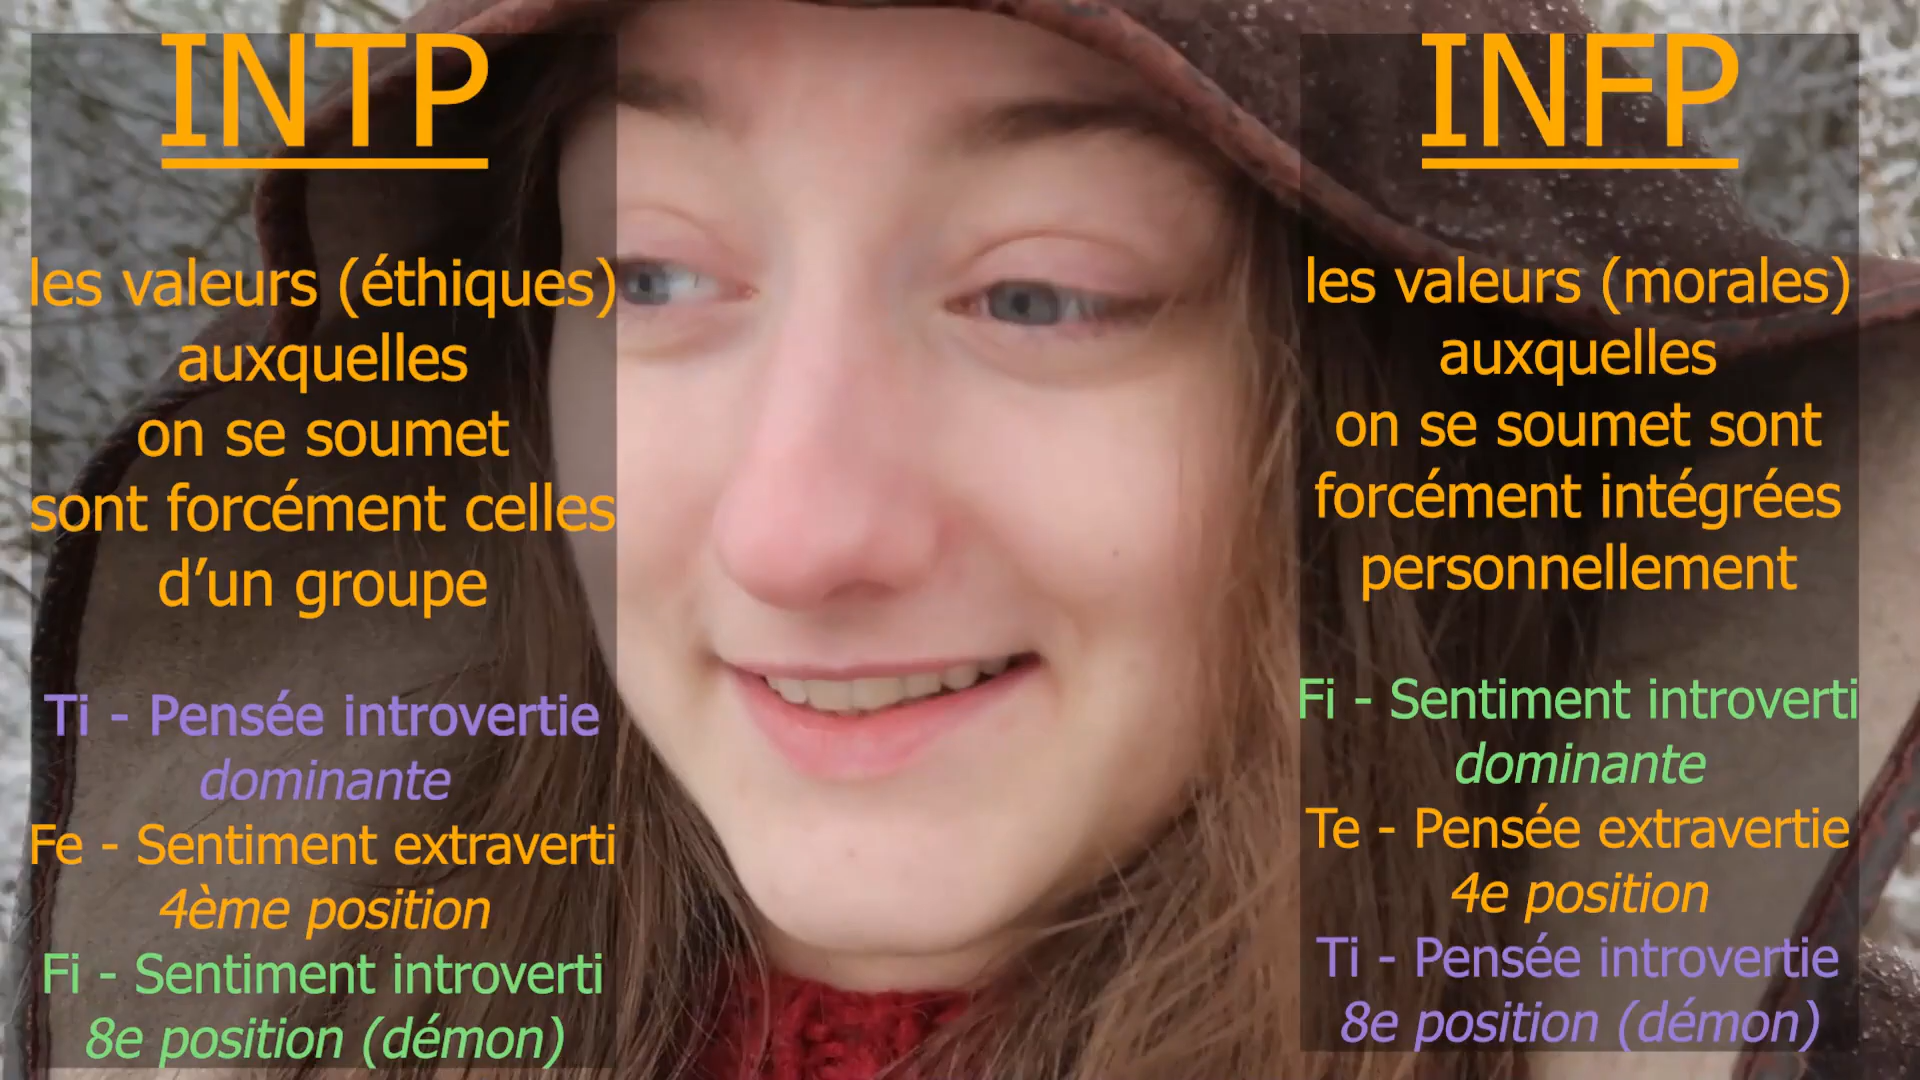 INTP
les valeurs (éthiques)
auxquelles
on se soumet
sont forcément celles
d’un groupe
Ti - Pensée introvertie
dominante
Fe - Sentiment extraverti
4ème position
Fi - Sentiment introverti
8e position (démon)
INFP
les valeurs (morales)
auxquelles
on se soumet sont
forcément intégrées
personnellement
Fi - Sentiment introverti
dominante
Te - Pensée extravertie
4e position
Ti - Pensée introvertie
8e position (démon)